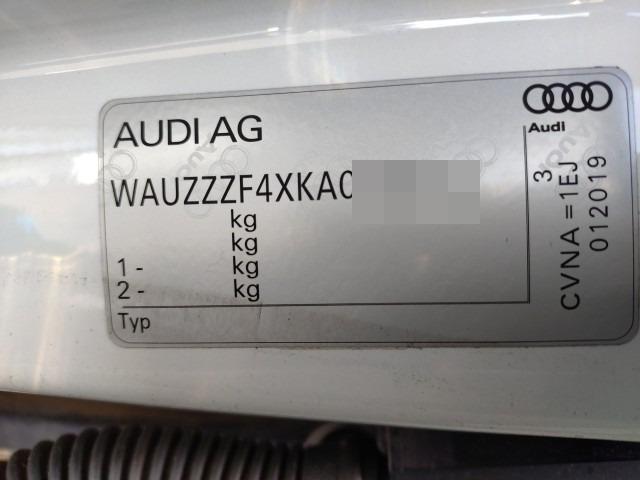 AUDI AG
Audi
WAUZZZF4XKA0
kg
kg
1 - kg
2 - kg
Typ
3
CVNA = 1EJ
012019